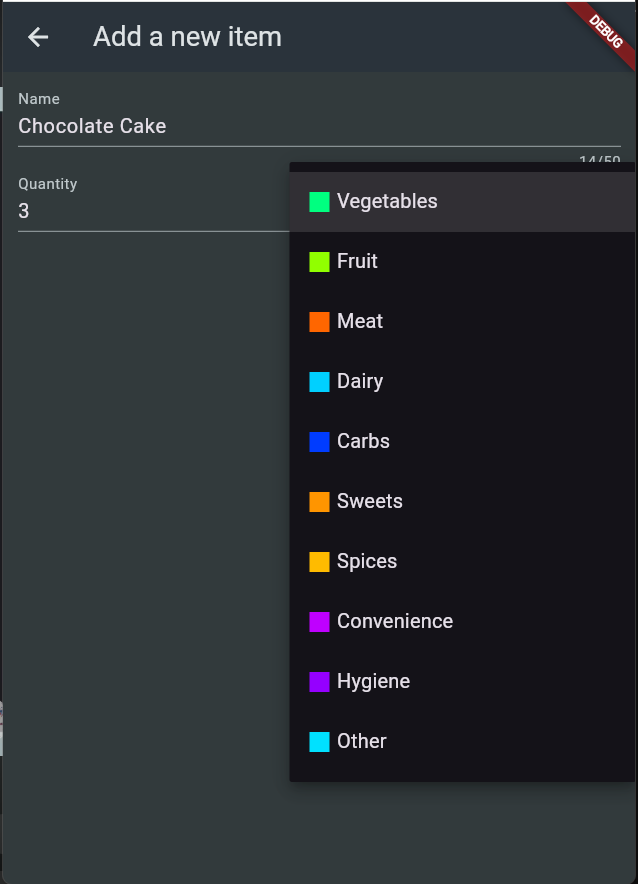 Add a new item
DEBUG
Name
Chocolate Cake
14/50
Quantity
3
Vegetables
Fruit
Meat
Dairy
Carbs
Sweets
Spices
Convenience
Hygiene
Other